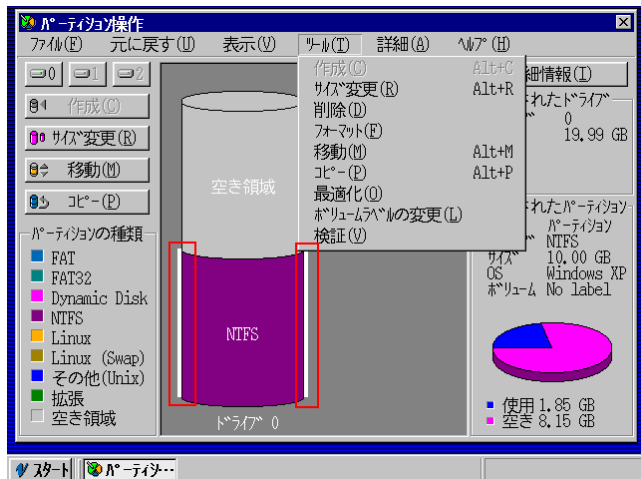 パーティション操作
ファイル(F) 元に戻す(U) 表示(V) ツール(T) 詳細(A) ヘルプ(H)
0 1 2
作成(C)
サイズ変更(R)
移動(M)
コピー(P)
パーティションの種類
FAT
FAT32
Dynamic Disk
NTFS
Linux
Linux (Swap)
その他(Unix)
拡張
空き領域
空き領域
NTFS
ドライブ 0
作成(C) Alt+C
サイズ変更(R) Alt+R
削除(D)
フォーマット(F)
移動(M) Alt+M
コピー(P) Alt+P
最適化(O)
ボリュームラベルの変更(L)
検証(V)
細情報(I)
されたドライブ
0
19.99 GB
されたパーティション
パーティション
NTFS
サイズ 10.00 GB
OS Windows XP
ボリューム No label
使用 1.85 GB
空き 8.15 GB
スタート パーティシ・・・